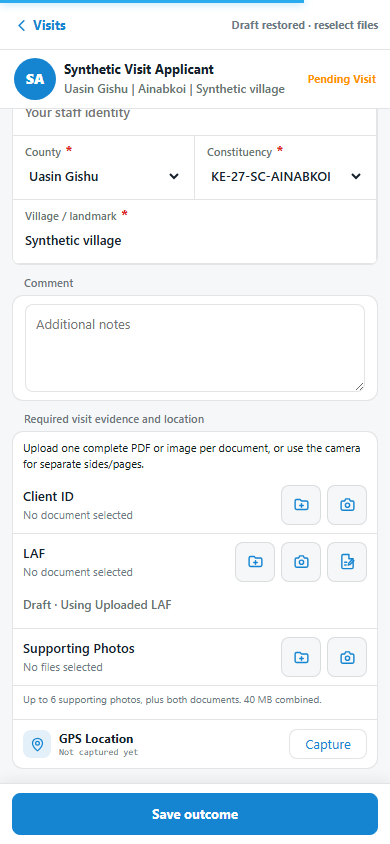 Visits
Draft restored · reselect files
SA
Synthetic Visit Applicant
Uasin Gishu | Ainabkoi | Synthetic village
Pending Visit
Your staff identity
County *
Constituency *
Uasin Gishu
KE-27-SC-AINABKOI
Village / landmark *
Synthetic village
Comment
Additional notes
Required visit evidence and location
Upload one complete PDF or image per document, or use the camera
for separate sides/pages.
Client ID
No document selected
LAF
No document selected
Draft · Using Uploaded LAF
Supporting Photos
No files selected
Up to 6 supporting photos, plus both documents. 40 MB combined.
GPS Location
Not captured yet
Capture
Save outcome